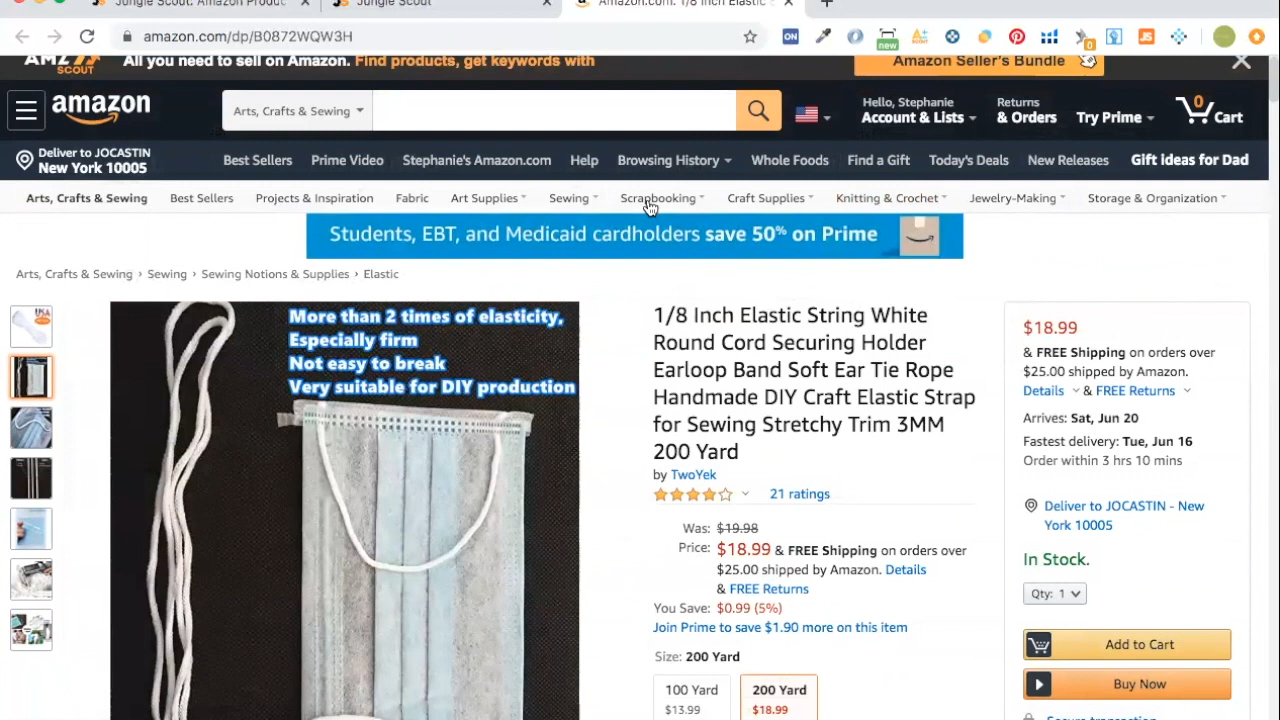 Jungle Scout: Amazon Produc
Jungle Scout
Amazon.com: 1/8 Inch Elastic S
amazon.com/dp/B0872WQW3H
ON
new
0
JS
AMZ
SCOUT
All you need to sell on Amazon. Find products, get keywords with
Amazon Seller's Bundle
amazon
Arts, Crafts & Sewing
Hello, Stephanie
Account & Lists
Returns
& Orders
Try Prime
0
Cart
Deliver to JOCASTIN
New York 10005
Best Sellers
Prime Video
Stephanie's Amazon.com
Help
Browsing History
Whole Foods
Find a Gift
Today's Deals
New Releases
Gift ideas for Dad
Arts, Crafts & Sewing
Best Sellers
Projects & Inspiration
Fabric
Art Supplies
Sewing
Scrapbooking
Craft Supplies
Knitting & Crochet
Jewelry-Making
Storage & Organization
Students, EBT, and Medicaid cardholders save 50% on Prime
Arts, Crafts & Sewing › Sewing › Sewing Notions & Supplies › Elastic
USA
More than 2 times of elasticity,
Especially firm
Not easy to break
Very suitable for DIY production
1/8 Inch Elastic String White
Round Cord Securing Holder
Earloop Band Soft Ear Tie Rope
Handmade DIY Craft Elastic Strap
for Sewing Stretchy Trim 3MM
200 Yard
by TwoYek
21 ratings
Was: $19.98
Price: $18.99 & FREE Shipping on orders over
$25.00 shipped by Amazon. Details
& FREE Returns
You Save: $0.99 (5%)
Join Prime to save $1.90 more on this item
Size: 200 Yard
100 Yard
$13.99
200 Yard
$18.99
$18.99
& FREE Shipping on orders over
$25.00 shipped by Amazon.
Details & FREE Returns
Arrives: Sat, Jun 20
Fastest delivery: Tue, Jun 16
Order within 3 hrs 10 mins
Deliver to JOCASTIN - New
York 10005
In Stock.
Qty: 1
Add to Cart
Buy Now
Secure transaction